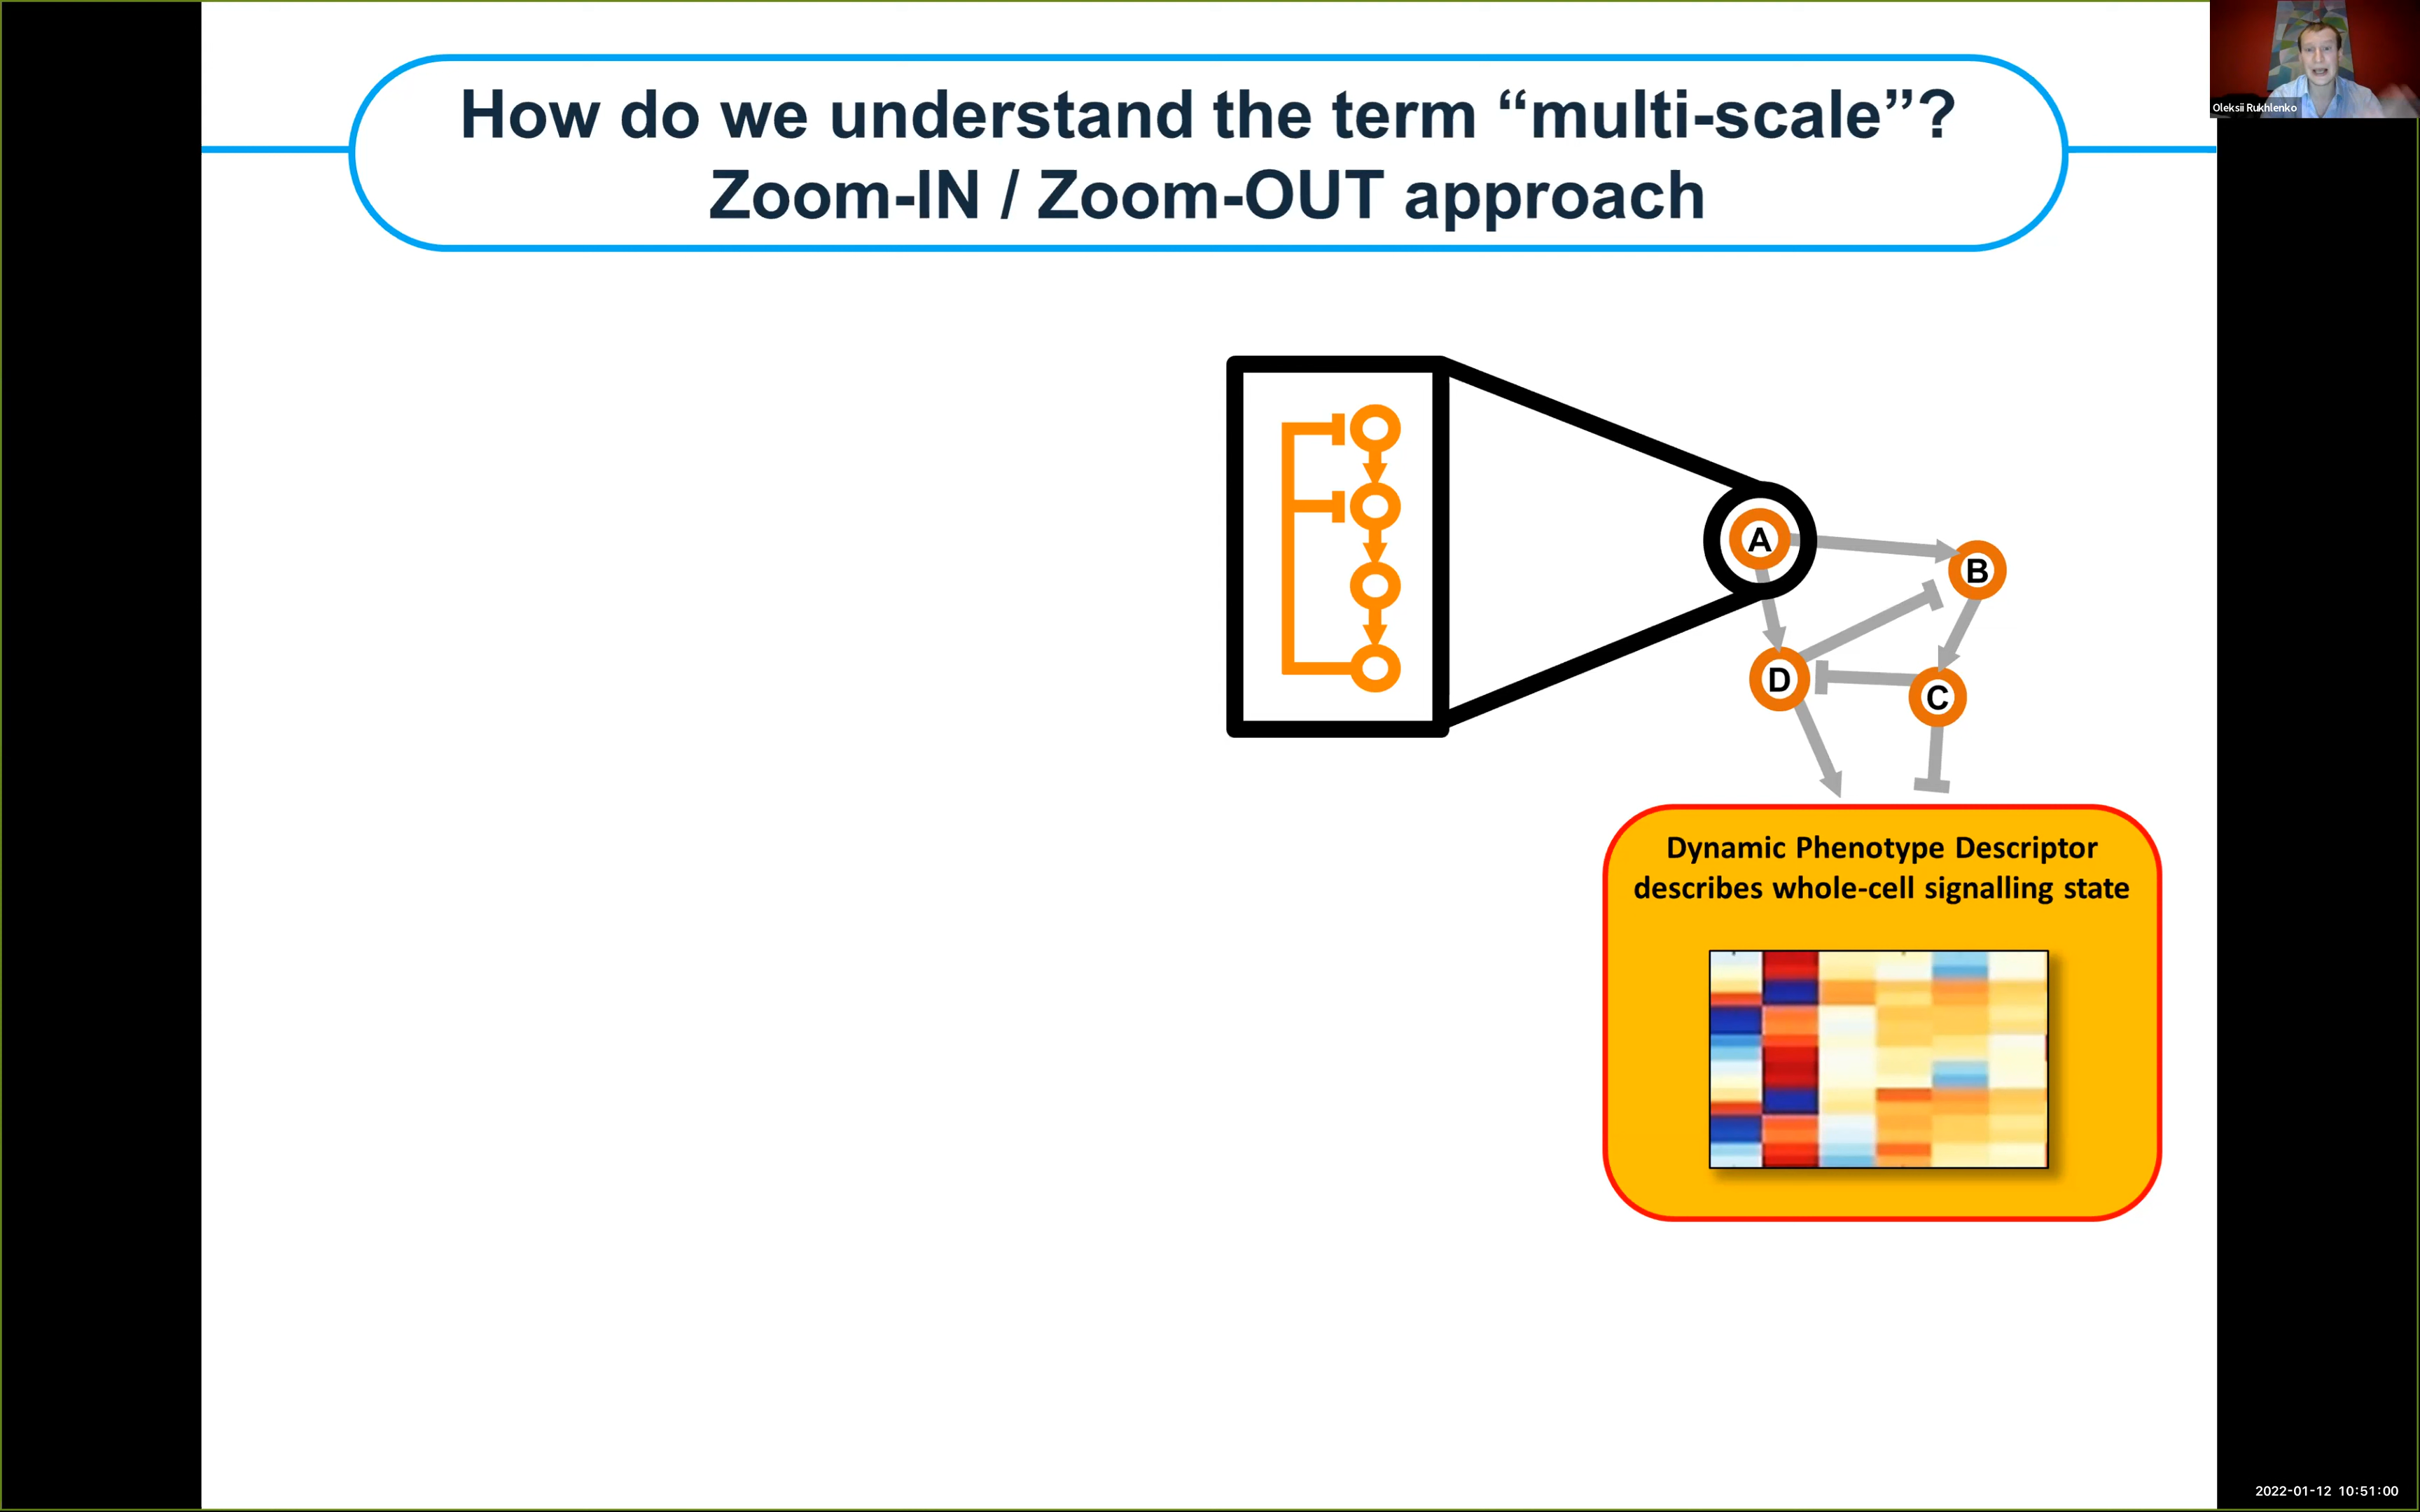 How do we understand the term “multi-scale”?
Zoom-IN / Zoom-OUT approach
Oleksii Rukhlenko
A
B
D
C
Dynamic Phenotype Descriptor
describes whole-cell signalling state
2022-01-12 10:51:00